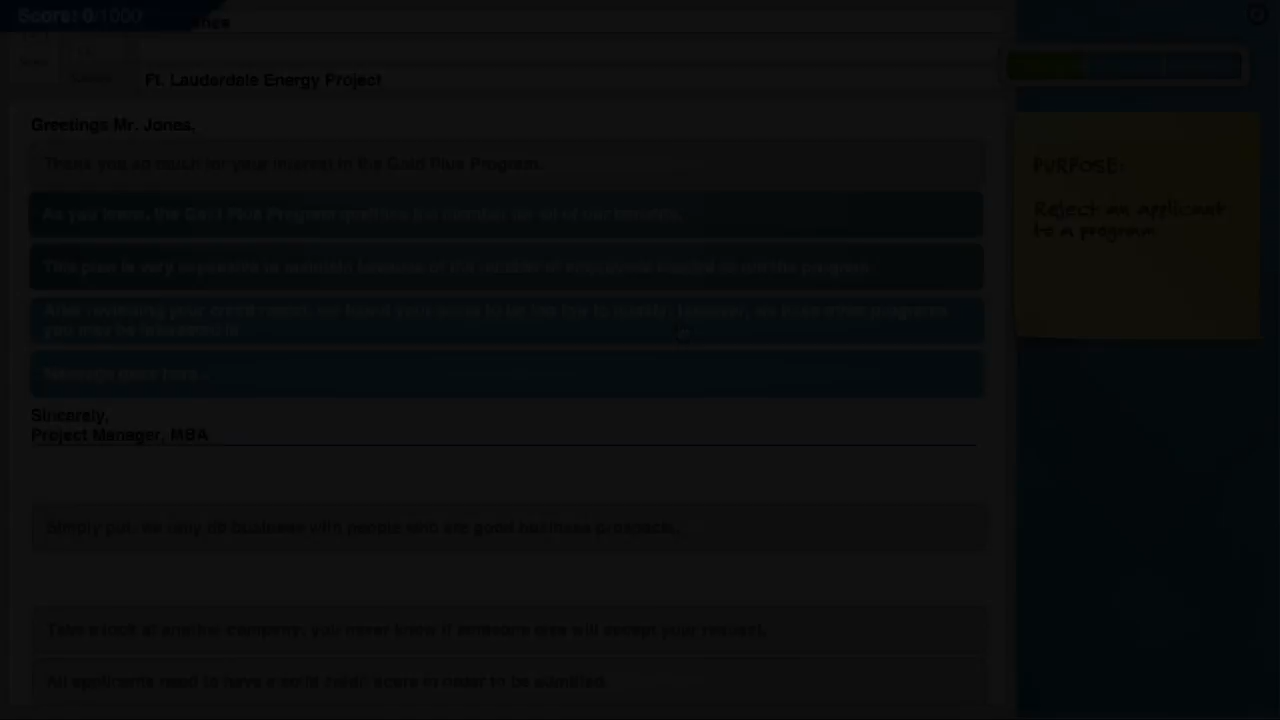 Score: 0/1000
Ft. Lauderdale Energy Project
Greetings Mr. Jones,
Thank you so much for your interest in the Gold Plus Program.
As you know, the Gold Plus Program qualifies the member for all of our benefits.
This plan is very expensive to maintain because of the number of employees needed to run the program.
After reviewing your credit report, we found your score to be too low to qualify; however, we have other programs
you may be interested in
Message goes here...
Sincerely,
Project Manager, MBA
Simply put, we only do business with people who are good business prospects.
Take a look at another company; you never know if someone else will accept your request.
All applicants need to have a solid credit score in order to be admitted.
PURPOSE:
Reject an applicant
to a program